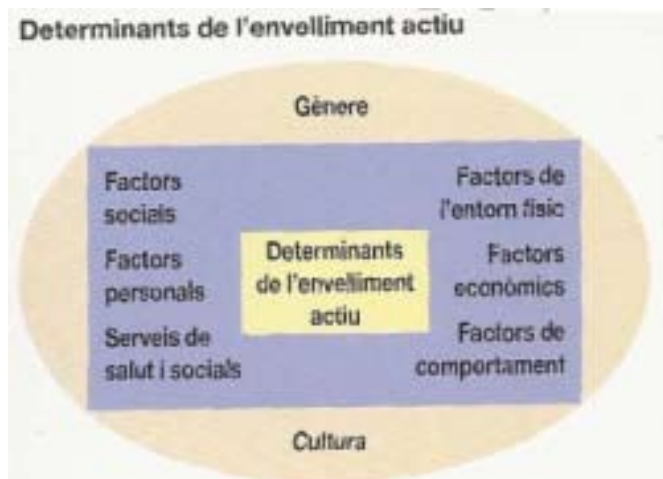 Determinants de l'envelliment actiu
Gènere
Factors
socials
Factors
personals
Serveis de
salut i socials
Determinants
de l'envelliment
actiu
Factors de
l'entorn físic
Factors
econòmics
Factors de
comportament
Cultura